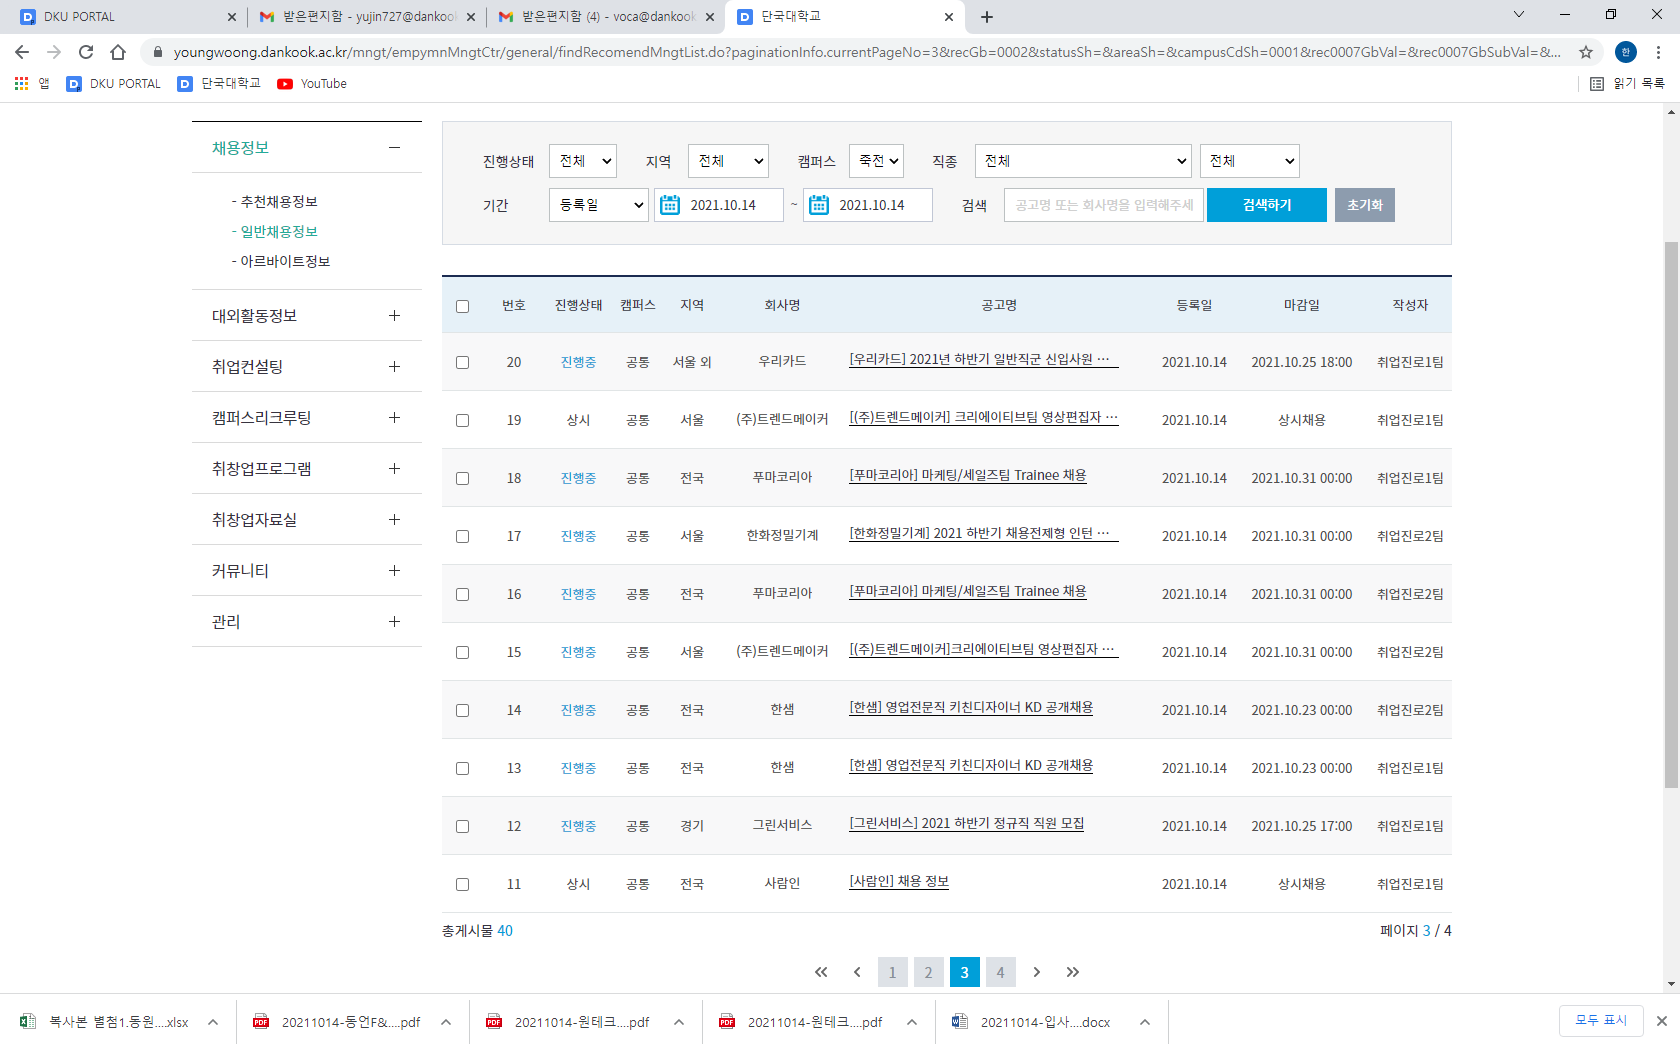 DKU PORTAL
받은편지함 - yujin727@dankook
받은편지함 (4) - voca@dankook
단국대학교
youngwoong.dankook.ac.kr/mngt/empymnMngtCtr/general/findRecomendMngtList.do?paginationInfo.currentPageNo=3&recGb=0002&statusSh=&areaSh=&campusCdSh=0001&rec0007GbVal=&rec0007GbSubVal=&...
한
앱
DKU PORTAL
단국대학교
YouTube
읽기 목록
채용정보
- 추천채용정보
- 일반채용정보
- 아르바이트정보
대외활동정보
취업컨설팅
캠퍼스리크루팅
취창업프로그램
취창업자료실
커뮤니티
관리
진행상태 전체 지역 전체 캠퍼스 죽전 직종 전체 전체
기간 등록일 2021.10.14 ~ 2021.10.14 검색 공고명 또는 회사명을 입력해주세 검색하기 초기화
번호 진행상태 캠퍼스 지역 회사명 공고명 등록일 마감일 작성자
20 진행중 공통 서울 외 우리카드 [우리카드] 2021년 하반기 일반직군 신입사원 ... 2021.10.14 2021.10.25 18:00 취업진로1팀
19 상시 공통 서울 (주)트렌드메이커 [(주)트렌드메이커] 크리에이티브팀 영상편집자 ... 2021.10.14 상시채용 취업진로1팀
18 진행중 공통 전국 푸마코리아 [푸마코리아] 마케팅/세일즈팀 Trainee 채용 2021.10.14 2021.10.31 00:00 취업진로1팀
17 진행중 공통 서울 한화정밀기계 [한화정밀기계] 2021 하반기 채용전제형 인턴 ... 2021.10.14 2021.10.31 00:00 취업진로2팀
16 진행중 공통 전국 푸마코리아 [푸마코리아] 마케팅/세일즈팀 Trainee 채용 2021.10.14 2021.10.31 00:00 취업진로2팀
15 진행중 공통 서울 (주)트렌드메이커 [(주)트렌드메이커]크리에이티브팀 영상편집자 ... 2021.10.14 2021.10.31 00:00 취업진로2팀
14 진행중 공통 전국 한샘 [한샘] 영업전문직 키친디자이너 KD 공개채용 2021.10.14 2021.10.23 00:00 취업진로2팀
13 진행중 공통 전국 한샘 [한샘] 영업전문직 키친디자이너 KD 공개채용 2021.10.14 2021.10.23 00:00 취업진로1팀
12 진행중 공통 경기 그린서비스 [그린서비스] 2021 하반기 정규직 직원 모집 2021.10.14 2021.10.25 17:00 취업진로1팀
11 상시 공통 전국 사람인 [사람인] 채용 정보 2021.10.14 상시채용 취업진로1팀
총게시물 40
페이지 3 / 4
1 2 3 4
복사본 별첨1.동원....xlsx
20211014-동언F&....pdf
20211014-원테크....pdf
20211014-원테크....pdf
20211014-입사....docx
모두 표시